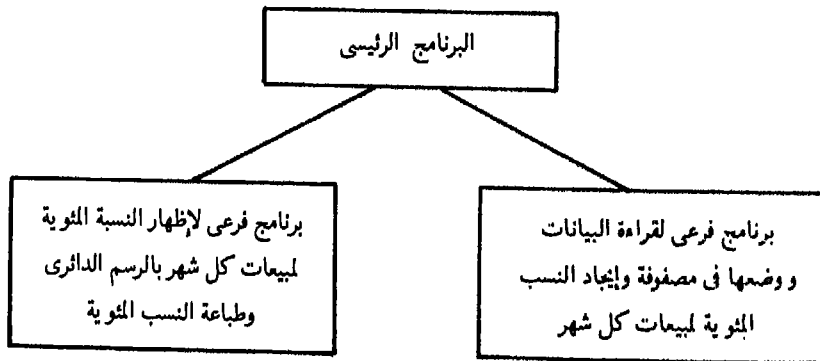 البرنامج الرئيسى
برنامج فرعى لقراءة البيانات
ووضعها فى مصفوفة وإيجاد النسب
المئوية لمبيعات كل شهر
برنامج فرعى لإظهار النسبة المئوية
لمبيعات كل شهر بالرسم الدائرى
وطباعة النسب المئوية